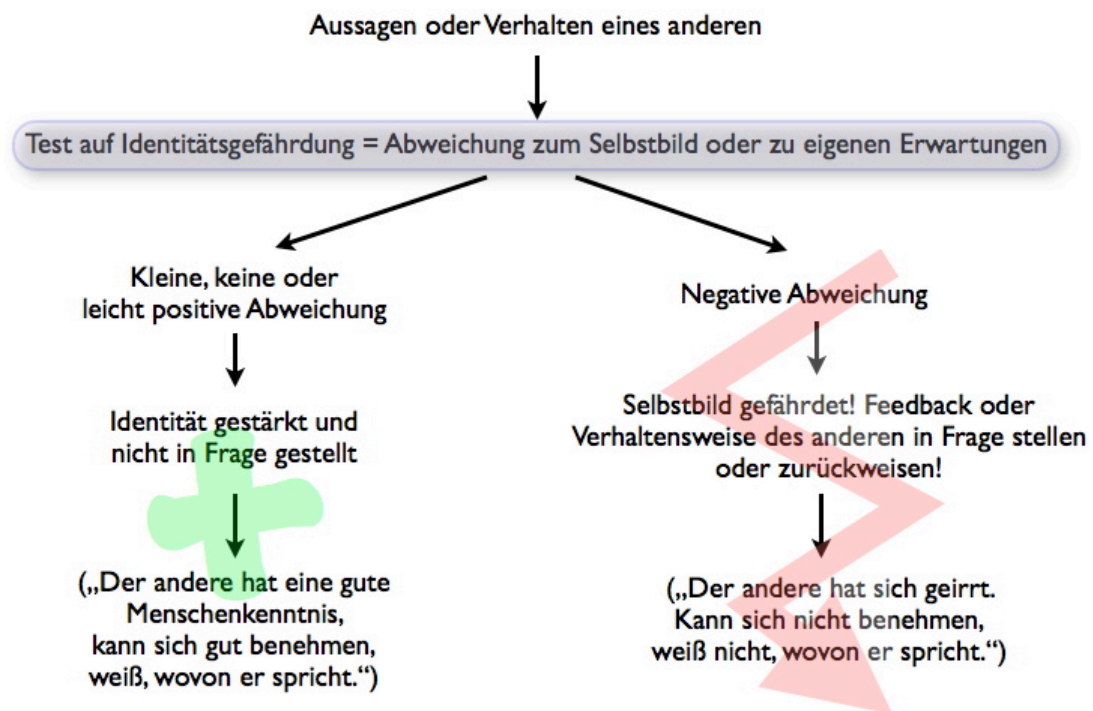 Aussagen oder Verhalten eines anderen
Test auf Identitätsgefährdung = Abweichung zum Selbstbild oder zu eigenen Erwartungen
Kleine, keine oder
leicht positive Abweichung
Identität gestärkt und
nicht in Frage gestellt
(„Der andere hat eine gute
Menschenkenntnis,
kann sich gut benehmen,
weiß, wovon er spricht.“)
Negative Abweichung
Selbstbild gefährdet! Feedback oder
Verhaltensweise des anderen in Frage stellen
oder zurückweisen!
(„Der andere hat sich geirrt.
Kann sich nicht benehmen,
weiß nicht, wovon er spricht.“)